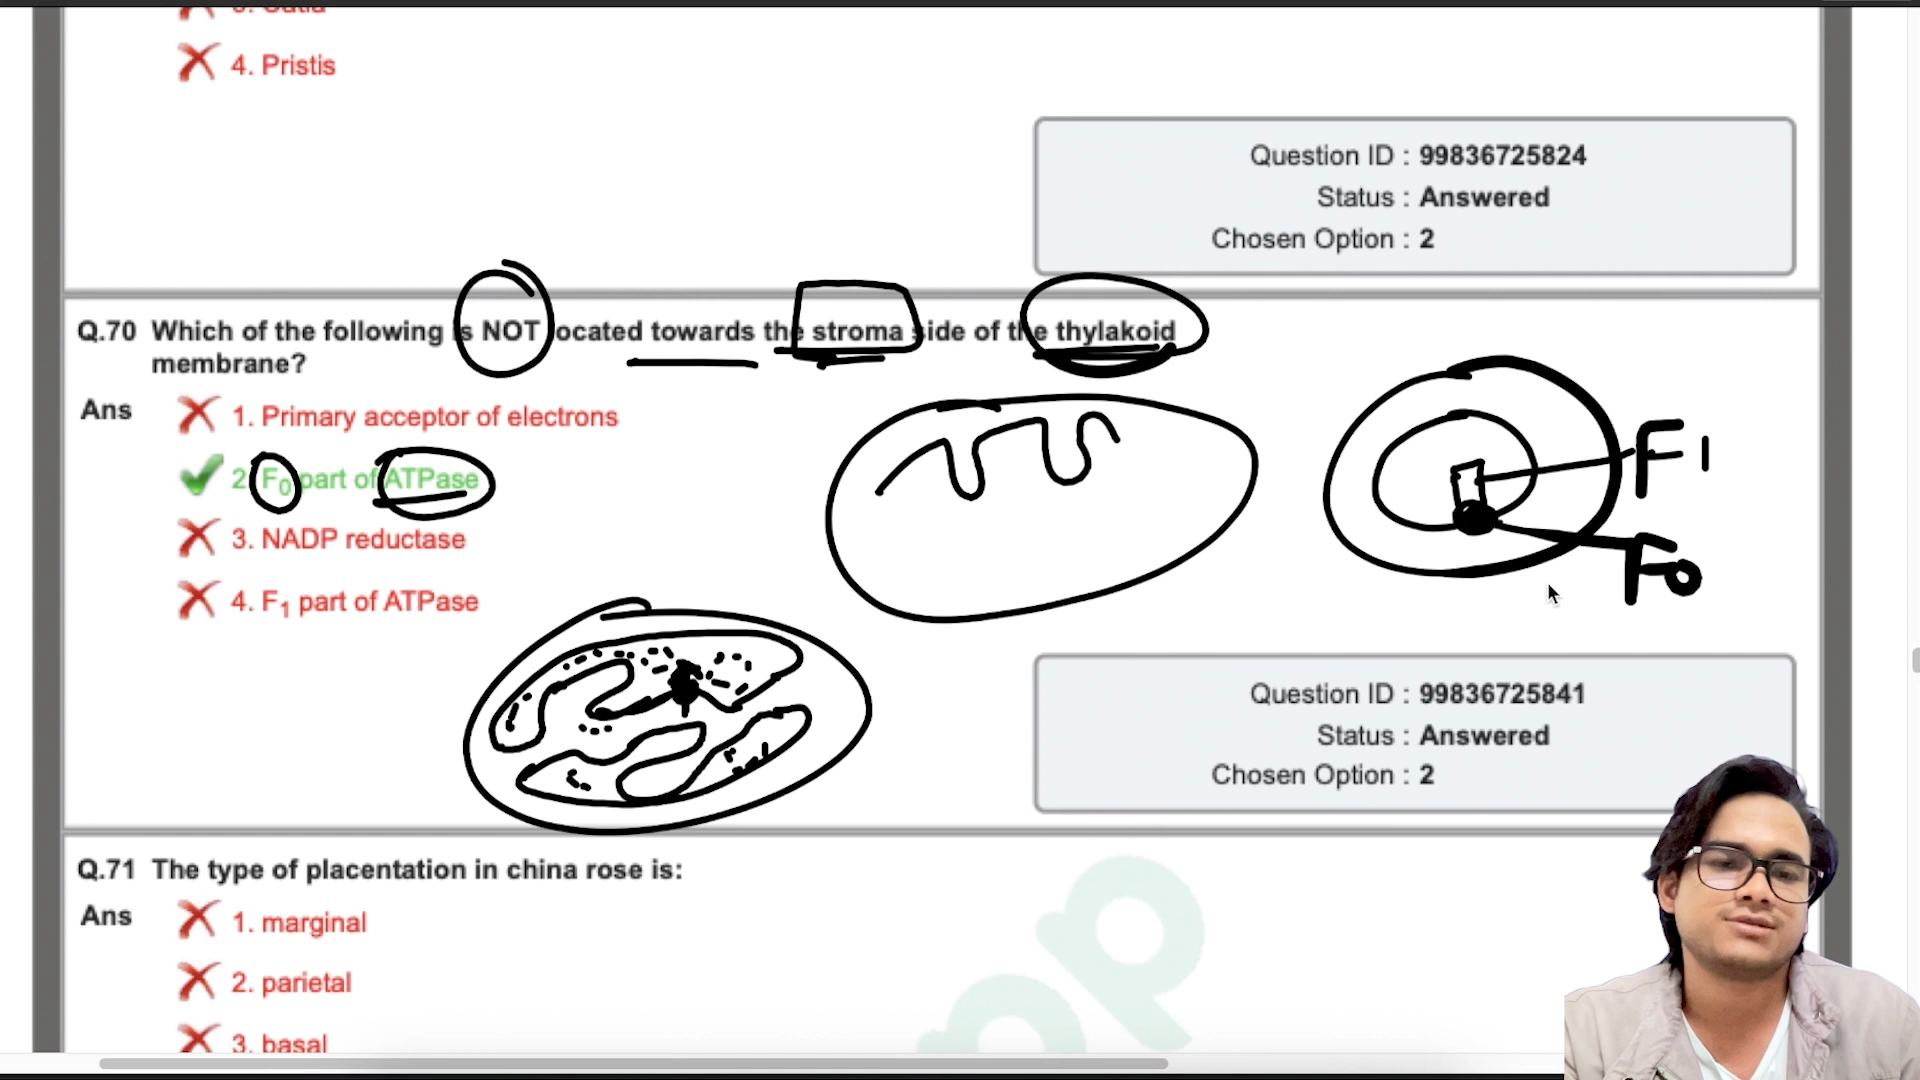 4. Pristis
Question ID : 99836725824
Status : Answered
Chosen Option : 2
Q.70 Which of the following is NOT located towards the stroma side of the thylakoid
membrane?
Ans 1. Primary acceptor of electrons
2. F0 part of ATPase
3. NADP reductase
4. F1 part of ATPase
F1
F0
Question ID : 99836725841
Status : Answered
Chosen Option : 2
Q.71 The type of placentation in china rose is:
Ans 1. marginal
2. parietal
3. basal